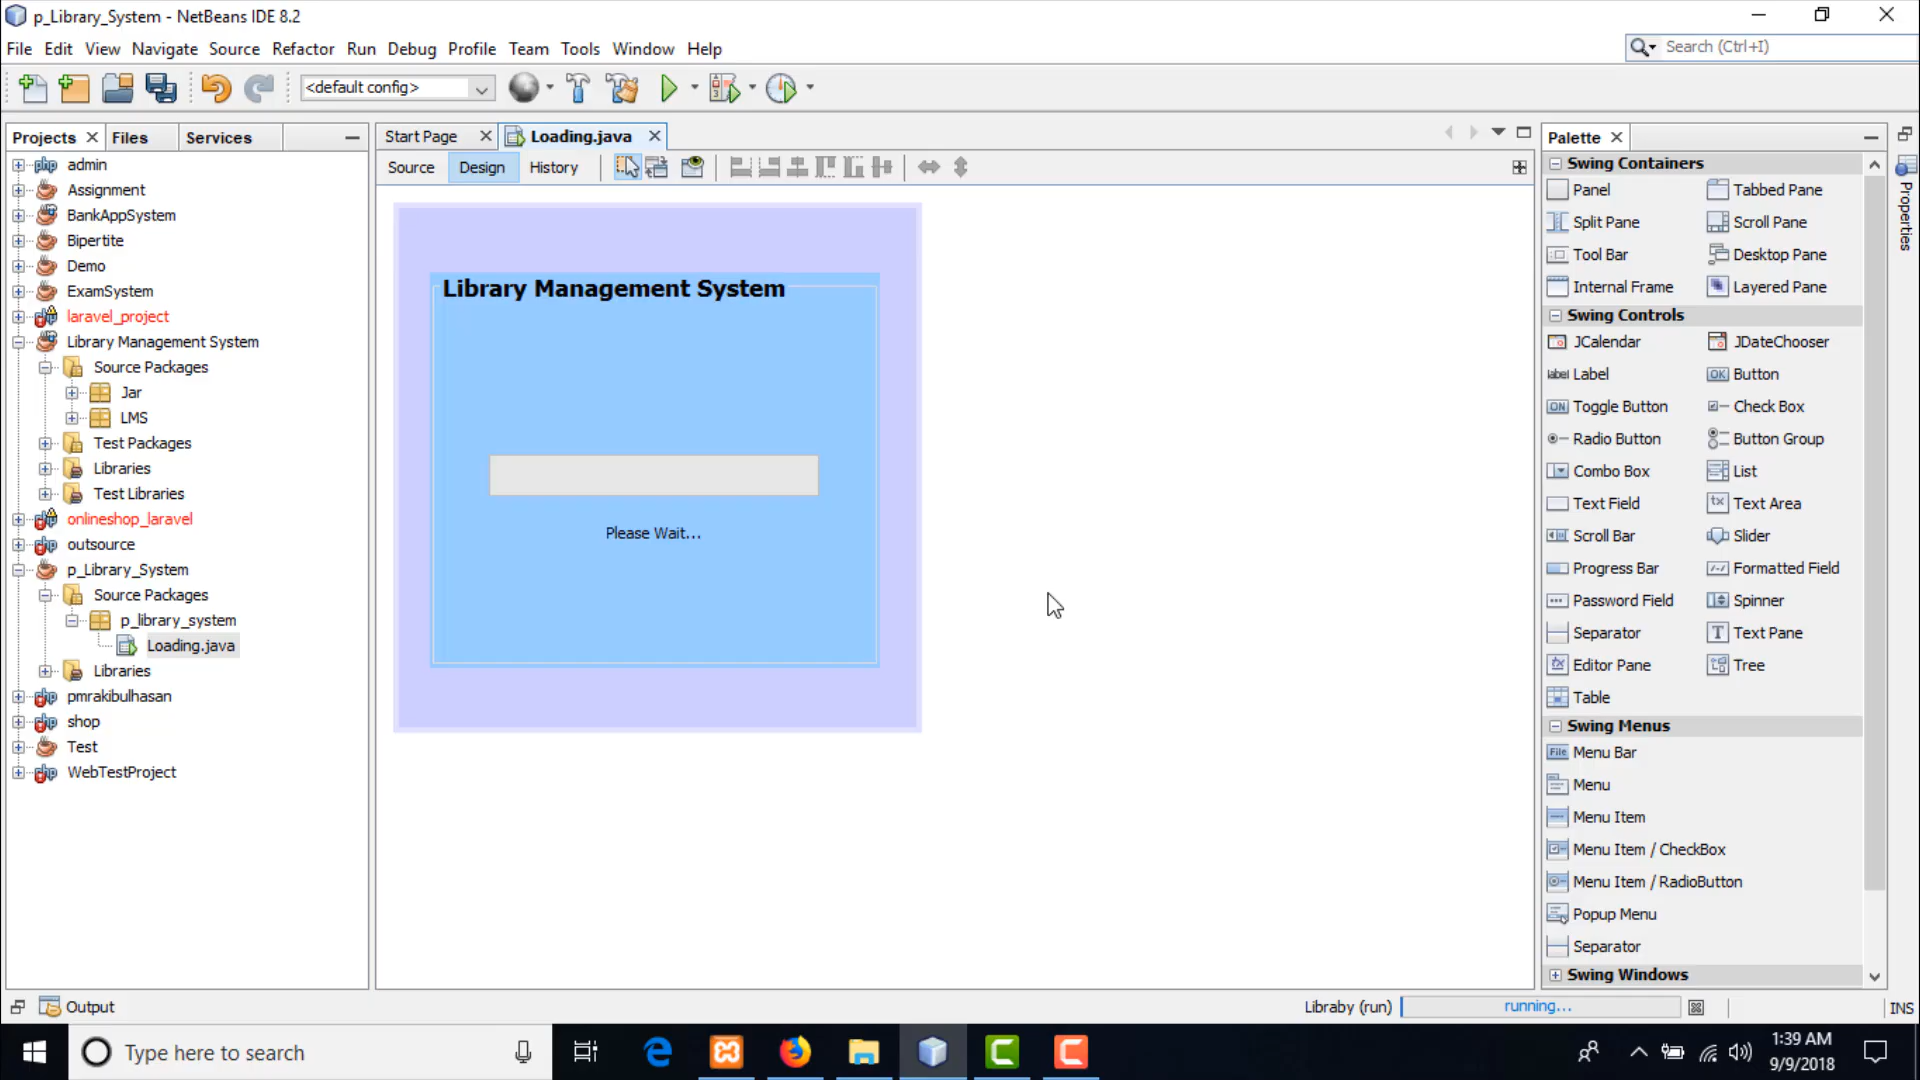 p_Library_System - NetBeans IDE 8.2
File Edit View Navigate Source Refactor Run Debug Profile Team Tools Window Help
Search (Ctrl+I)
<default config>
Projects Files Services
Start Page Loading.java
Palette
Source Design History
admin
Assignment
BankAppSystem
Bipertite
Demo
ExamSystem
laravel_project
Library Management System
Source Packages
Jar
LMS
Test Packages
Libraries
Test Libraries
onlineshop_laravel
outsource
p_Library_System
Source Packages
p_library_system
Loading.java
Libraries
pmrakibulhasan
shop
Test
WebTestProject
Library Management System
Please Wait...
Swing Containers
Panel Tabbed Pane
Split Pane Scroll Pane
Tool Bar Desktop Pane
Internal Frame Layered Pane
Swing Controls
JCalendar JDateChooser
label Label OK Button
ON Toggle Button Check Box
Radio Button Button Group
Combo Box List
Text Field Text Area
Scroll Bar Slider
Progress Bar Formatted Field
Password Field Spinner
Separator Text Pane
Editor Pane Tree
Table
Swing Menus
File Menu Bar
Menu
Menu Item
Menu Item / CheckBox
Menu Item / RadioButton
Popup Menu
Separator
Swing Windows
Properties
Output
Libraby (run) running...
INS
Type here to search
1:39 AM
9/9/2018